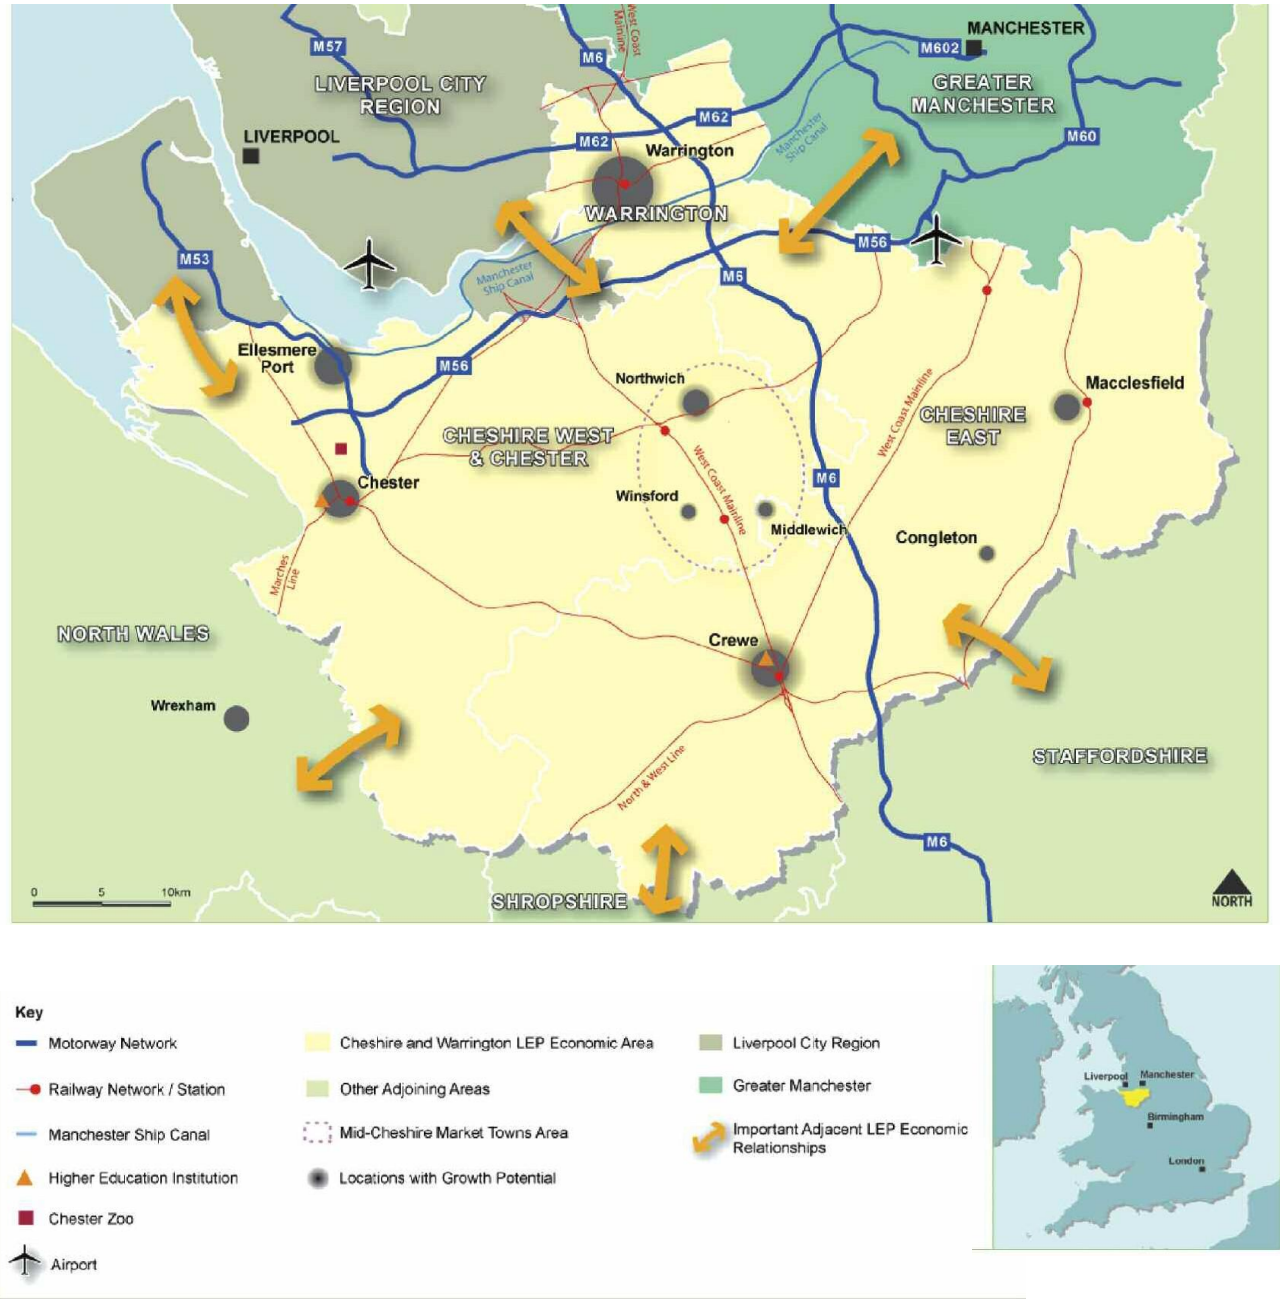 West Coast
Mainline
MANCHESTER
M57
M6
M602
LIVERPOOL CITY
REGION
GREATER
MANCHESTER
M62
M62
Manchester
Ship Canal
M60
LIVERPOOL
Warrington
WARRINGTON
M56
M53
Manchester
Ship Canal
M6
Ellesmere
Port
M56
Northwich
Macclesfield
West Coast Mainline
CHESHIRE
EAST
CHESHIRE WEST
& CHESTER
West Coast Mainline
M6
Chester
Winsford
Middlewich
Congleton
Marches
Line
NORTH WALES
Crewe
Wrexham
North & West Line
STAFFORDSHIRE
M6
0 5 10km
SHROPSHIRE
NORTH
Key
Motorway Network
Railway Network / Station
Manchester Ship Canal
Higher Education Institution
Chester Zoo
Airport
Cheshire and Warrington LEP Economic Area
Other Adjoining Areas
Mid-Cheshire Market Towns Area
Locations with Growth Potential
Liverpool City Region
Greater Manchester
Important Adjacent LEP Economic
Relationships
Liverpool
Manchester
Birmingham
London